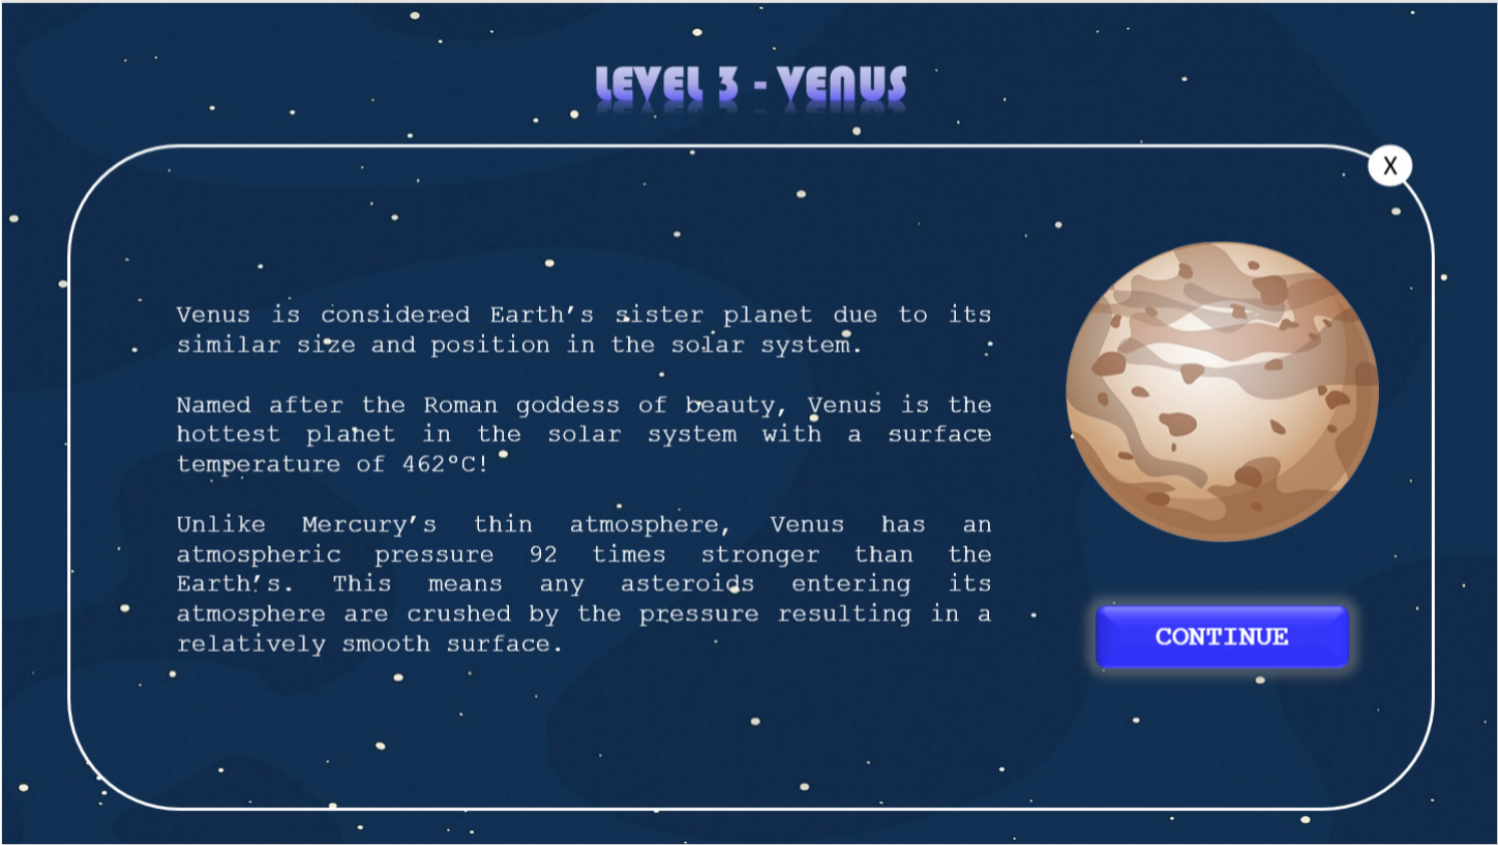 LEVEL 3 - VENUS
X
Venus is considered Earth's sister planet due to its
similar size and position in the solar system.
Named after the Roman goddess of beauty, Venus is the
hottest planet in the solar system with a surface
temperature of 462°C!
Unlike Mercury's thin atmosphere, Venus has an
atmospheric pressure 92 times stronger than the
Earth's. This means any asteroids entering its
atmosphere are crushed by the pressure resulting in a
relatively smooth surface.
CONTINUE